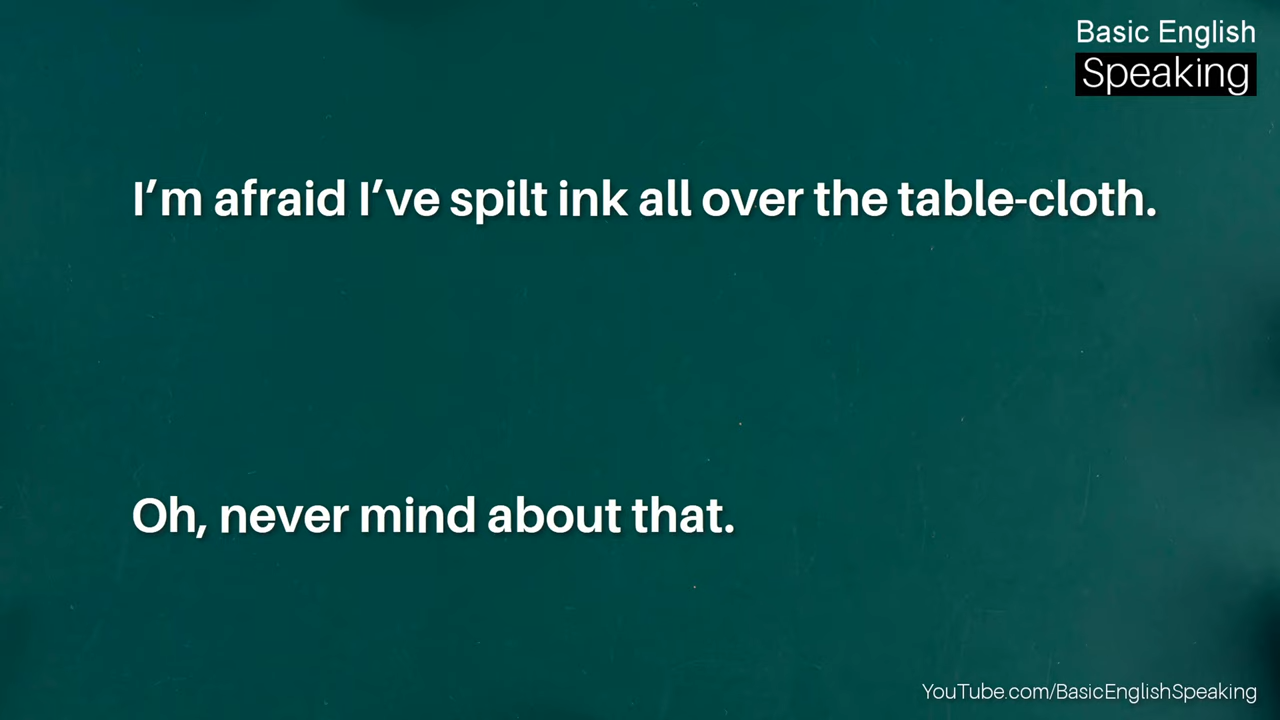 Basic English
Speaking
I’m afraid I’ve spilt ink all over the table-cloth.
Oh, never mind about that.
YouTube.com/BasicEnglishSpeaking